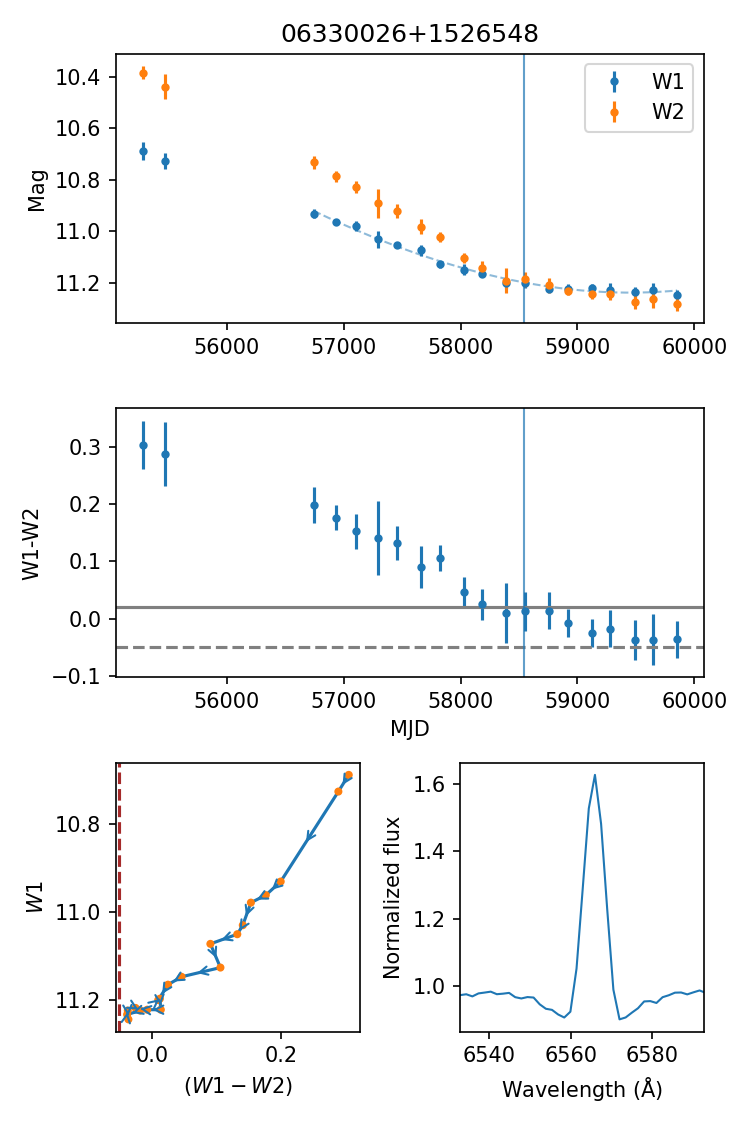 06330026+1526548
Mag
10.4
10.6
10.8
11.0
11.2
W1
W2
56000 57000 58000 59000 60000
W1-W2
0.3
0.2
0.1
0.0
−0.1
56000 57000 58000 59000 60000
MJD
W1
10.8
11.0
11.2
0.0 0.2
(W1 − W2)
Normalized flux
1.6
1.4
1.2
1.0
6540 6560 6580
Wavelength (Å)